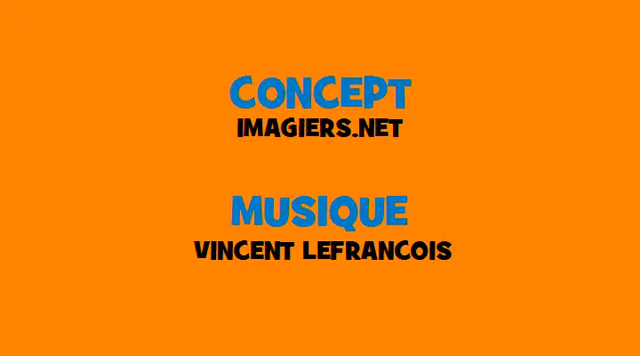 CONCEPT
IMAGIERS.NET
MUSIQUE
VINCENT LEFRANCOIS